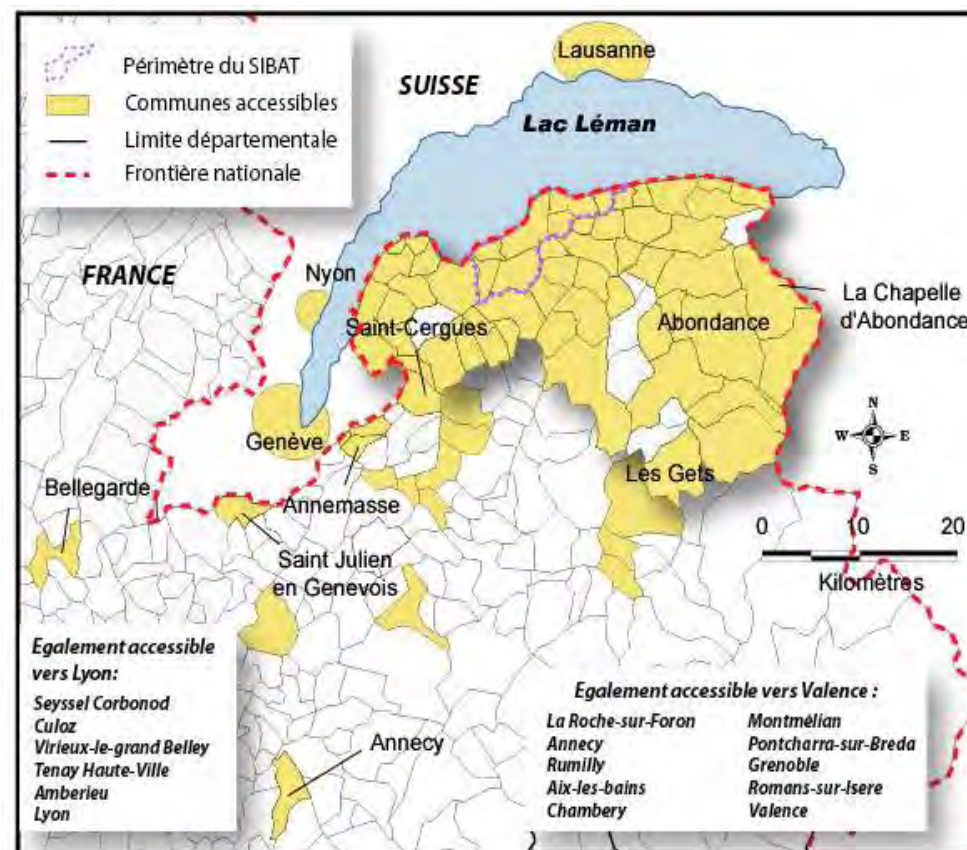 Périmètre du SIBAT
Communes accessibles
Limite départementale
Frontière nationale
SUISSE
Lausanne
Lac Léman
FRANCE
Nyon
Saint-Cergues
Abondance
La Chapelle
d'Abondance
Genève
N
W
E
S
Bellegarde
Annemasse
Les Gets
Saint Julien
en Genevois
0
10
20
Kilomètres
Egalement accessible
vers Lyon:
Seyssel Corbonod
Culoz
Virieux-le-grand Belley
Tenay Haute-Ville
Amberieu
Lyon
Annecy
Egalement accessible vers Valence :
La Roche-sur-Foron
Annecy
Rumilly
Aix-les-bains
Chambery
Montmélian
Pontcharra-sur-Breda
Grenoble
Romans-sur-Isere
Valence